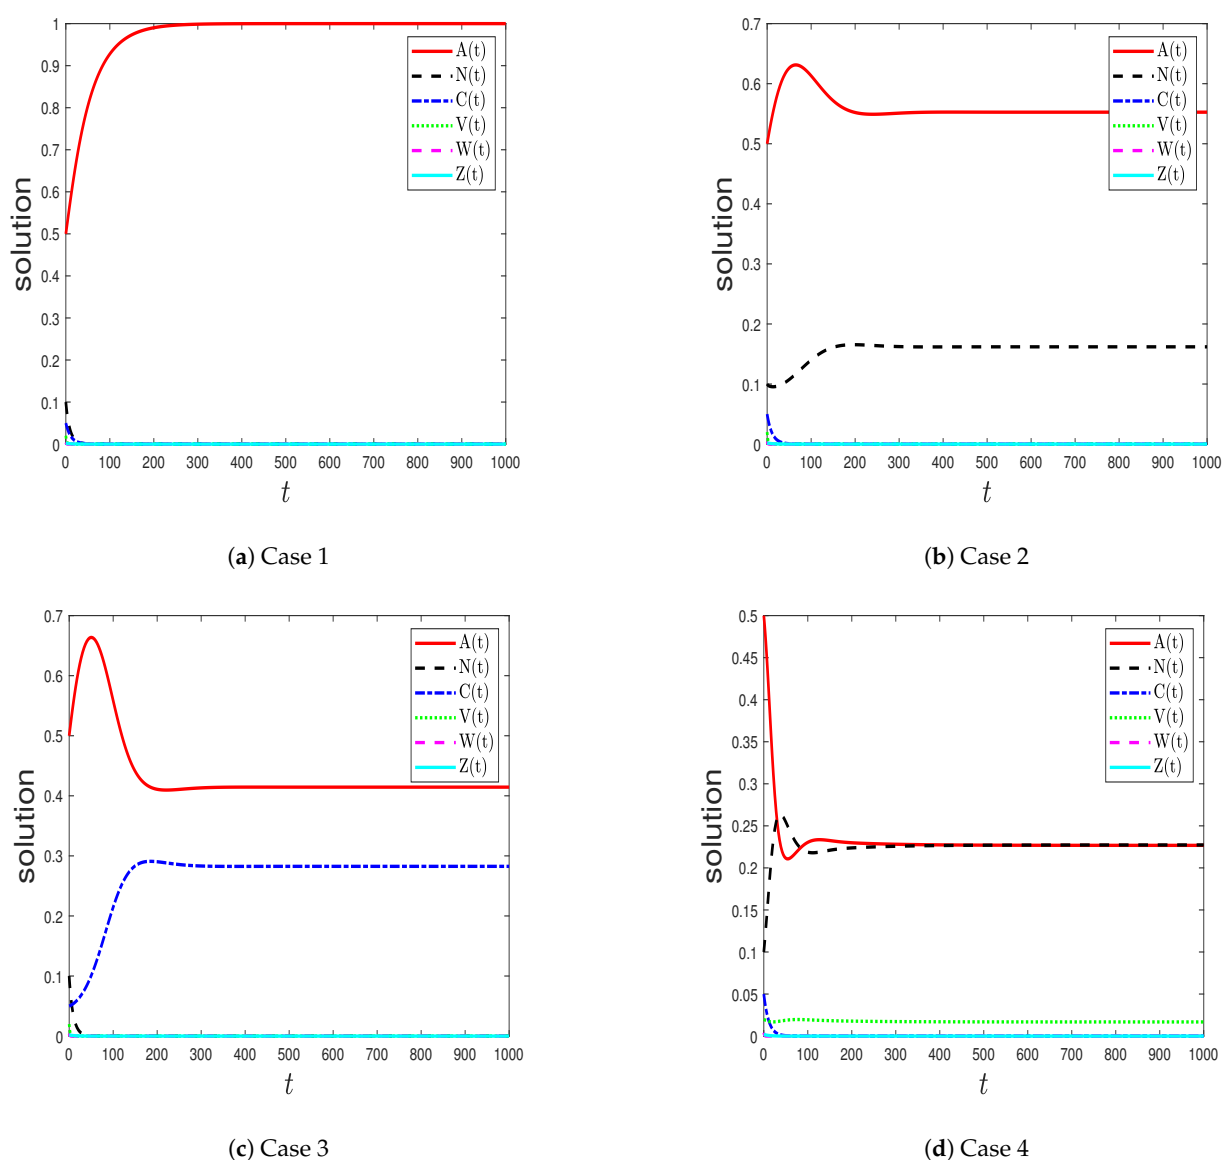 1
0.9
0.8
0.7
0.6
0.5
0.4
0.3
0.2
0.1
0
0 100 200 300 400 500 600 700 800 900 1000
solution
t
A(t)
N(t)
C(t)
V(t)
W(t)
Z(t)
(a) Case 1
0.7
0.6
0.5
0.4
0.3
0.2
0.1
0
0 100 200 300 400 500 600 700 800 900 1000
solution
t
A(t)
N(t)
C(t)
V(t)
W(t)
Z(t)
(b) Case 2
0.7
0.6
0.5
0.4
0.3
0.2
0.1
0
0 100 200 300 400 500 600 700 800 900 1000
solution
t
A(t)
N(t)
C(t)
V(t)
W(t)
Z(t)
(c) Case 3
0.5
0.45
0.4
0.35
0.3
0.25
0.2
0.15
0.1
0.05
0
0 100 200 300 400 500 600 700 800 900 1000
solution
t
A(t)
N(t)
C(t)
V(t)
W(t)
Z(t)
(d) Case 4